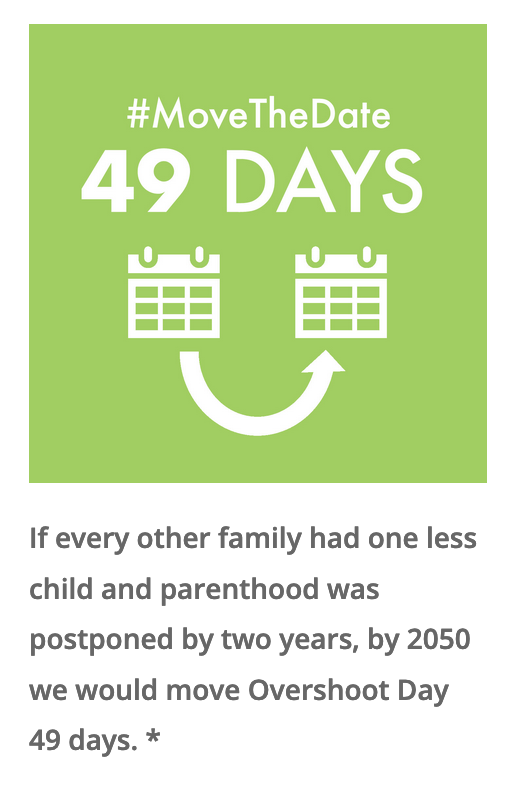 #MoveTheDate
49 DAYS
If every other family had one less
child and parenthood was
postponed by two years, by 2050
we would move Overshoot Day
49 days. *